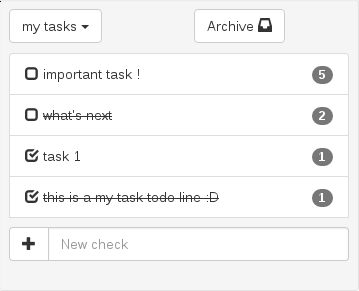 my tasks
Archive
important task !
5
what's next
2
task 1
1
this is a my task todo line :D
1
New check